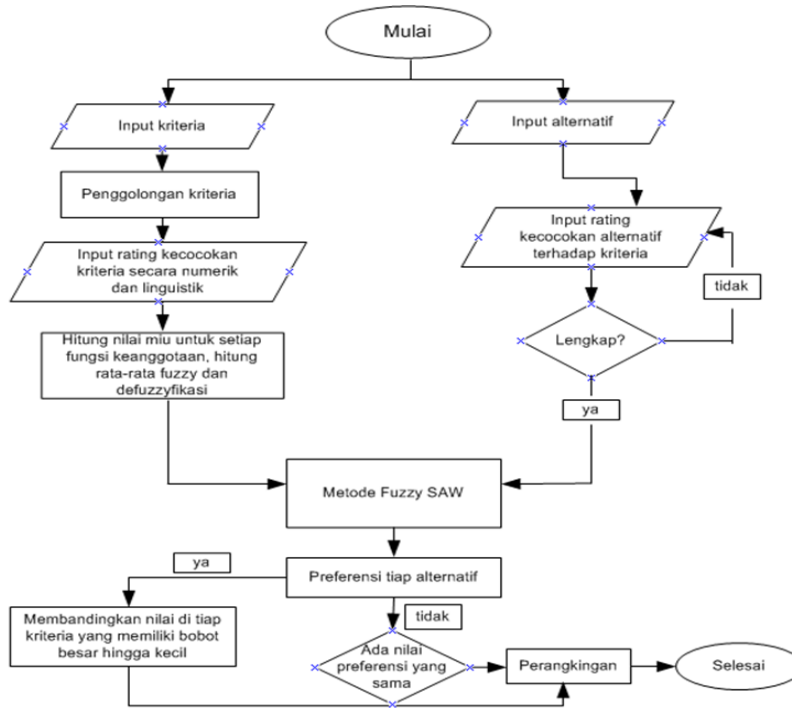 Mulai
Input kriteria
Input alternatif
Penggolongan kriteria
Input rating
kecocokan alternatif
terhadap kriteria
Input rating kecocokan
kriteria secara numerik
dan linguistik
tidak
Hitung nilai miu untuk setiap
fungsi keanggotaan, hitung
rata-rata fuzzy dan
defuzzyfikasi
Lengkap?
ya
Metode Fuzzy SAW
ya
Preferensi tiap alternatif
tidak
Membandingkan nilai di tiap
kriteria yang memiliki bobot
besar hingga kecil
Ada nilai
preferensi yang
sama
Perangkingan
Selesai